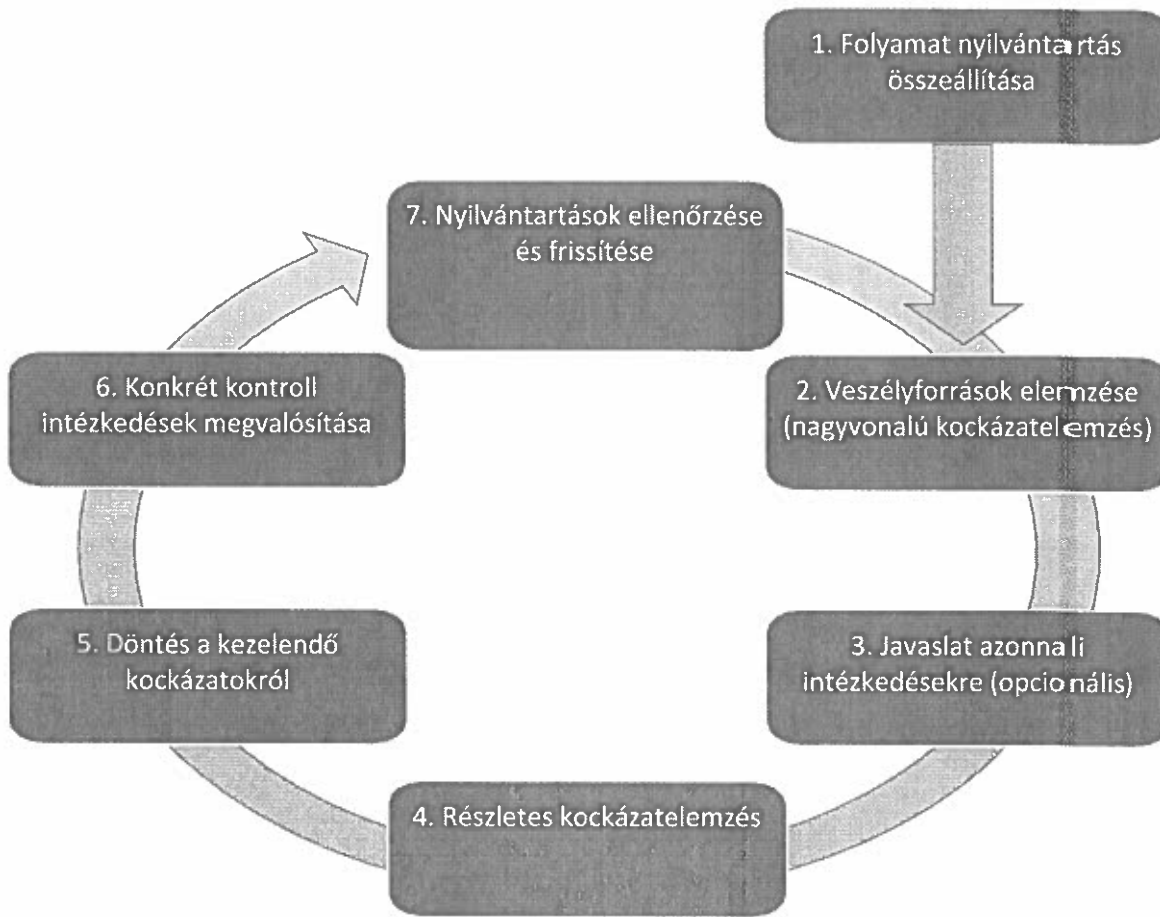 1. Folyamat nyilvántartás
összeállítása
2. Veszélyforrások elemzése
(nagyvonalú kockázatelemzés)
3. Javaslat azonnali
intézkedésekre (opcionális)
4. Részletes kockázatelemzés
5. Döntés a kezelendő
kockázatokról
6. Konkrét kontroll
intézkedések megvalósítása
7. Nyilvántartások ellenőrzése
és frissítése